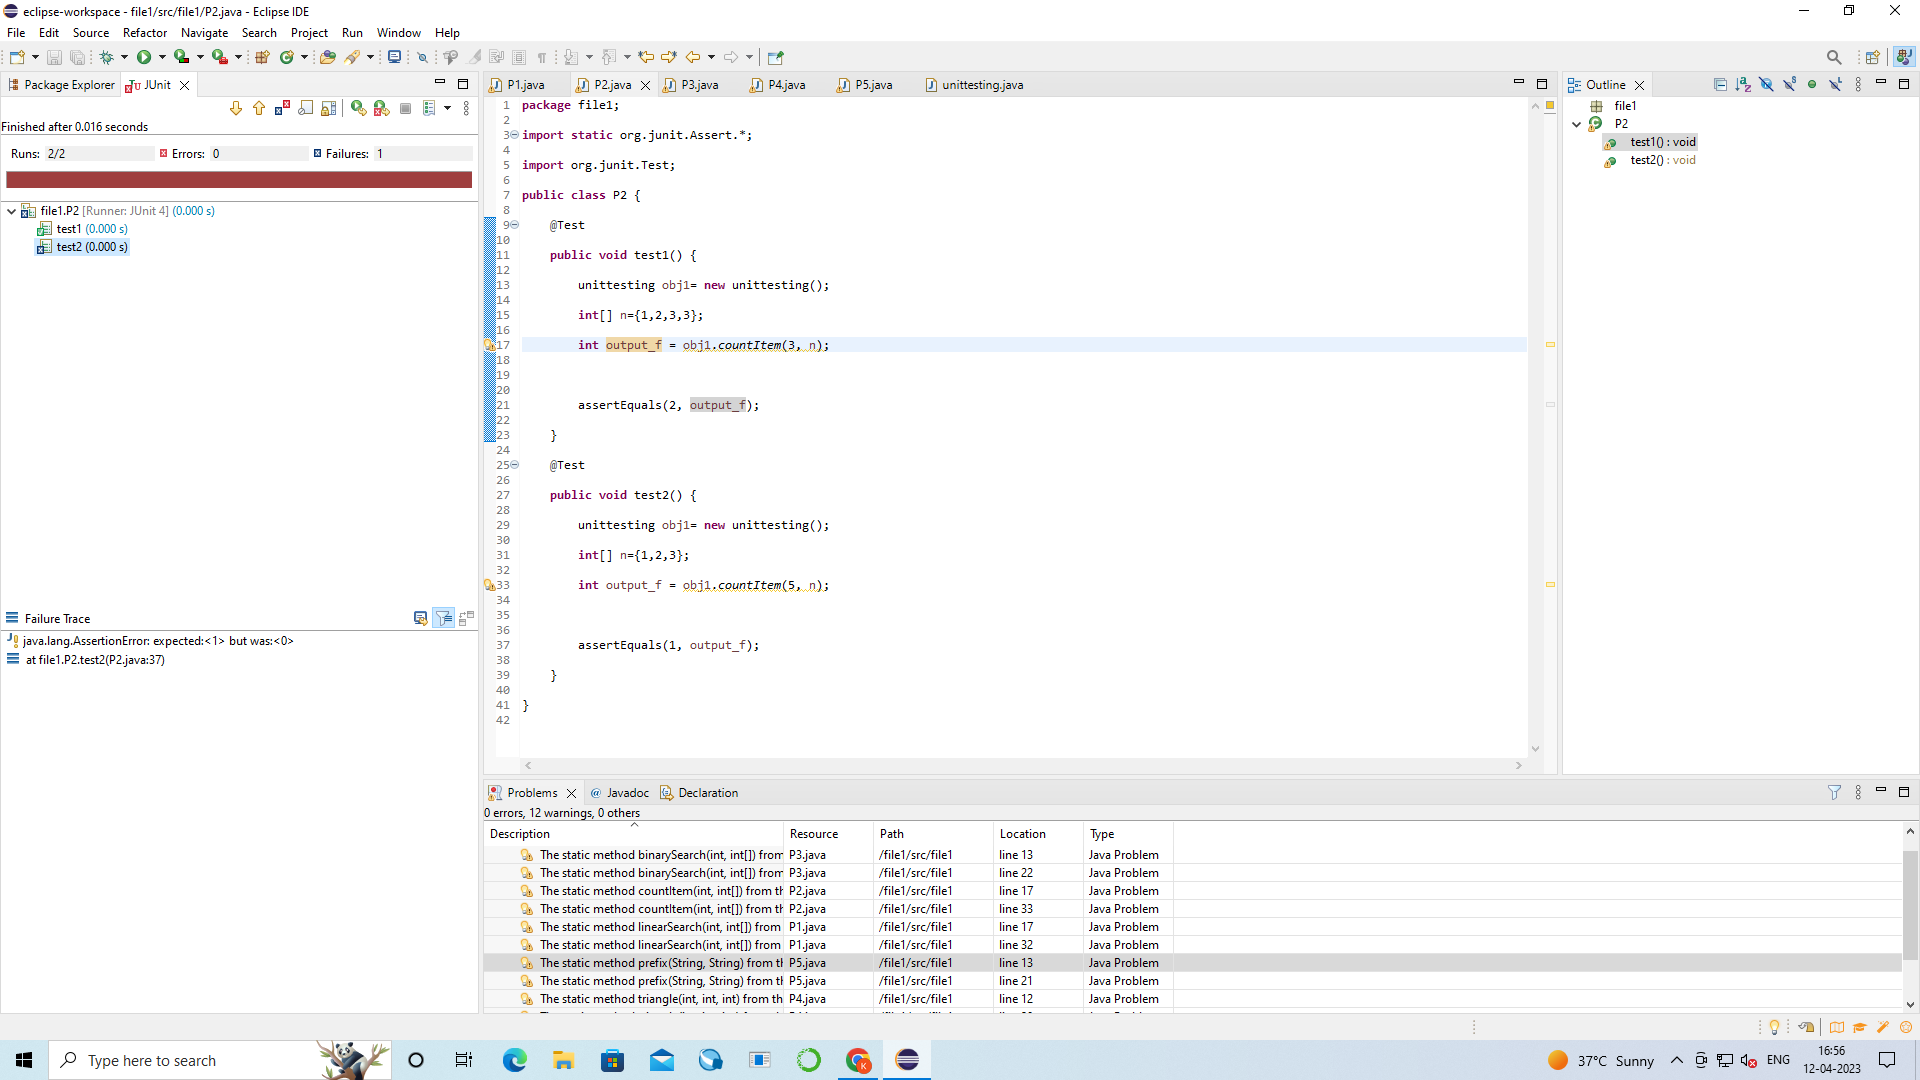 eclipse-workspace - file1/src/file1/P2.java - Eclipse IDE
File Edit Source Refactor Navigate Search Project Run Window Help
Package Explorer JUnit
Finished after 0.016 seconds
Runs: 2/2 Errors: 0 Failures: 1
file1.P2 [Runner: JUnit 4] (0.000 s)
test1 (0.000 s)
test2 (0.000 s)
Failure Trace
java.lang.AssertionError: expected:<1> but was:<0>
at file1.P2.test2(P2.java:37)
P1.java P2.java P3.java P4.java P5.java unittesting.java
1 package file1;
2
3 import static org.junit.Assert.*;
4
5 import org.junit.Test;
6
7 public class P2 {
8
9 @Test
10
11 public void test1() {
12
13 unittesting obj1= new unittesting();
14
15 int[] n={1,2,3,3};
16
17 int output_f = obj1.countItem(3, n);
18
19
20
21 assertEquals(2, output_f);
22
23 }
24
25 @Test
26
27 public void test2() {
28
29 unittesting obj1= new unittesting();
30
31 int[] n={1,2,3};
32
33 int output_f = obj1.countItem(5, n);
34
35
36
37 assertEquals(1, output_f);
38
39 }
40
41 }
42
Outline
file1
P2
test1() : void
test2() : void
Problems @ Javadoc Declaration
0 errors, 12 warnings, 0 others
Description Resource Path Location Type
The static method binarySearch(int, int[]) from P3.java /file1/src/file1 line 13 Java Problem
The static method binarySearch(int, int[]) from P3.java /file1/src/file1 line 22 Java Problem
The static method countItem(int, int[]) from th P2.java /file1/src/file1 line 17 Java Problem
The static method countItem(int, int[]) from th P2.java /file1/src/file1 line 33 Java Problem
The static method linearSearch(int, int[]) from P1.java /file1/src/file1 line 17 Java Problem
The static method linearSearch(int, int[]) from P1.java /file1/src/file1 line 32 Java Problem
The static method prefix(String, String) from th P5.java /file1/src/file1 line 13 Java Problem
The static method prefix(String, String) from th P5.java /file1/src/file1 line 21 Java Problem
The static method triangle(int, int, int) from th P4.java /file1/src/file1 line 12 Java Problem
Type here to search
37°C Sunny
ENG
16:56
12-04-2023